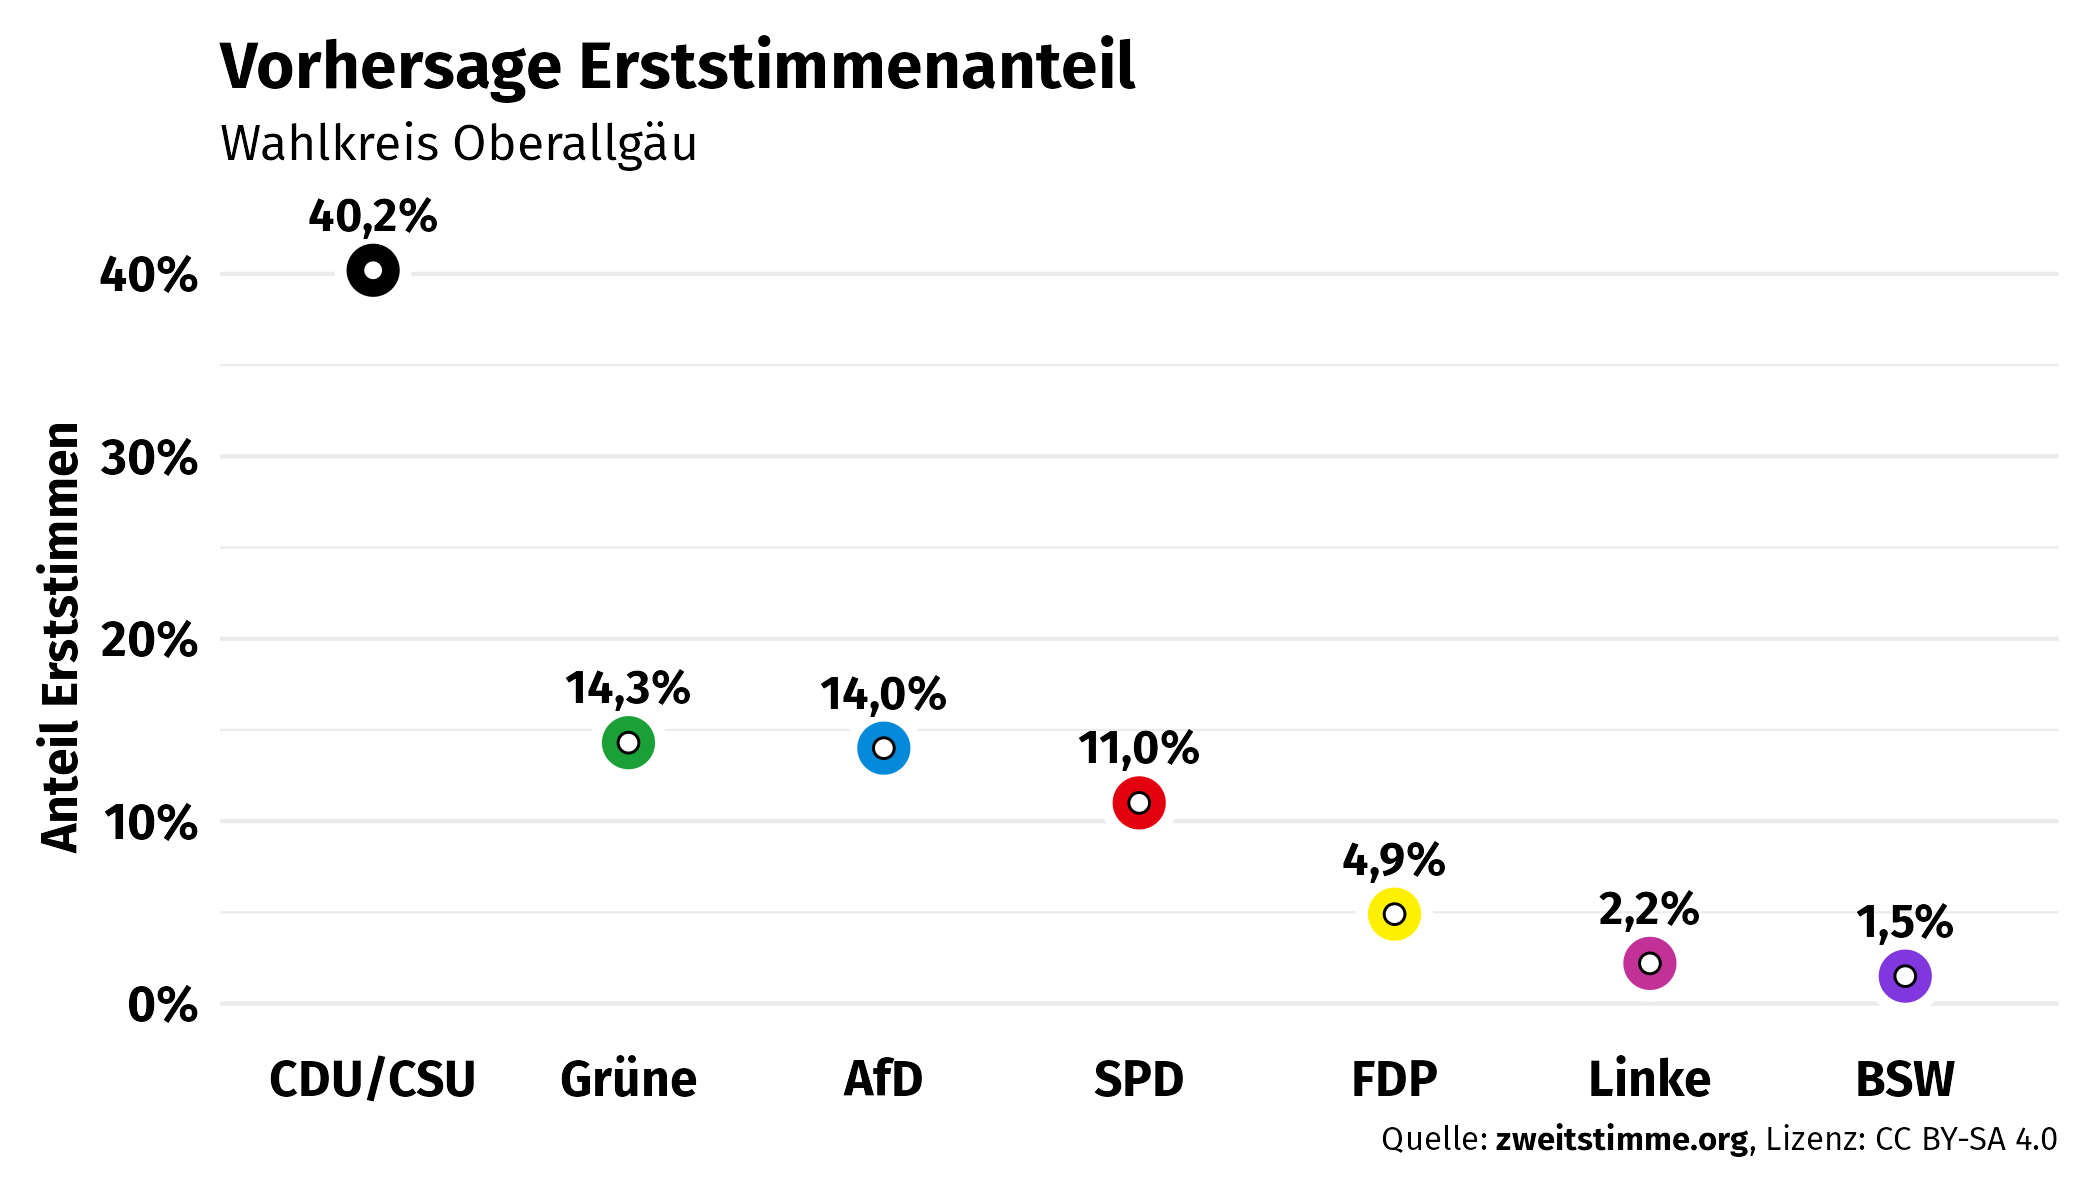 Vorhersage Erststimmenanteil
Wahlkreis Oberallgäu
Anteil Erststimmen
40%
30%
20%
10%
0%
40,2%
14,3%
14,0%
11,0%
4,9%
2,2%
1,5%
CDU/CSU Grüne AfD SPD FDP Linke BSW
Quelle: zweitstimme.org, Lizenz: CC BY-SA 4.0